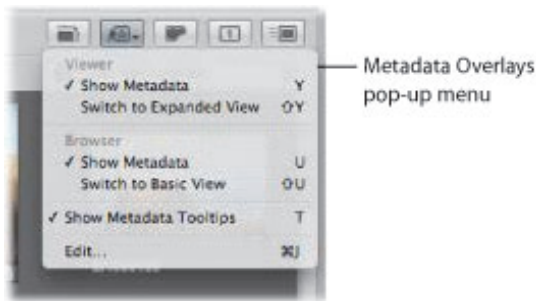 Viewer
✓ Show Metadata Y
Switch to Expanded View ⇧Y
Browser
✓ Show Metadata U
Switch to Basic View ⇧U
✓ Show Metadata Tooltips T
Edit... ⌘J
Metadata Overlays
pop-up menu